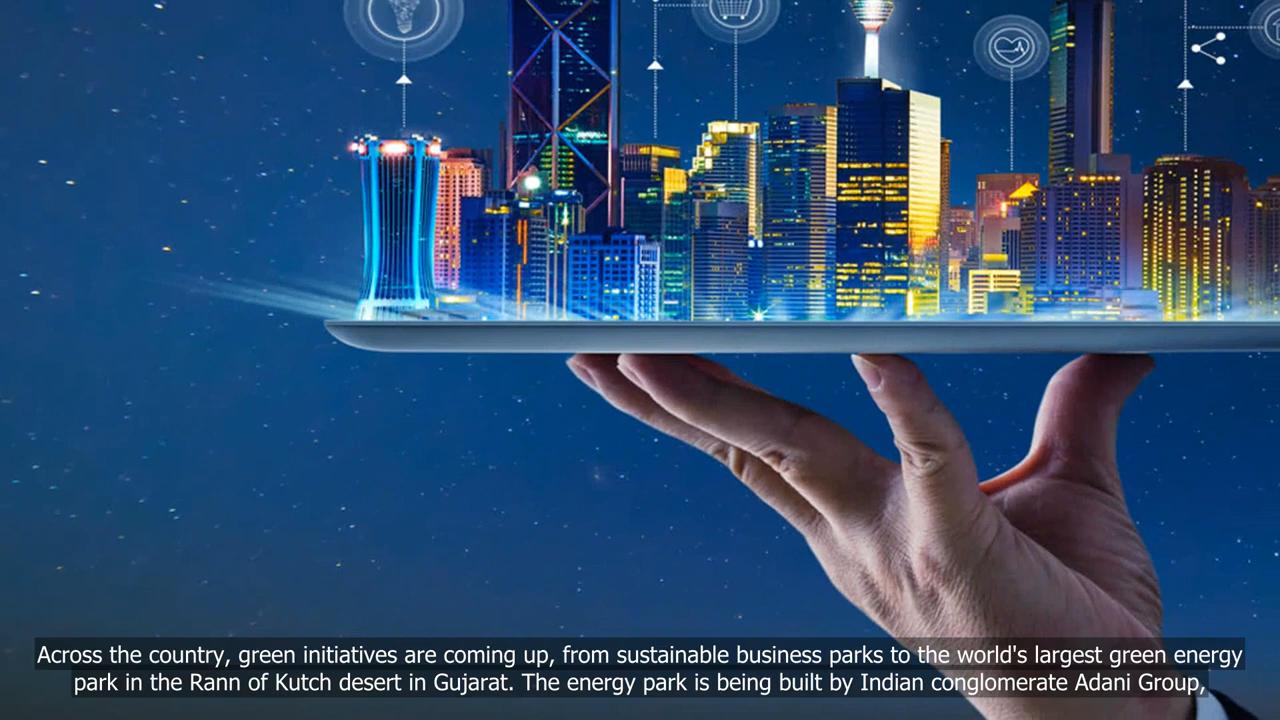 Across the country, green initiatives are coming up, from sustainable business parks to the world's largest green energy
park in the Rann of Kutch desert in Gujarat. The energy park is being built by Indian conglomerate Adani Group,